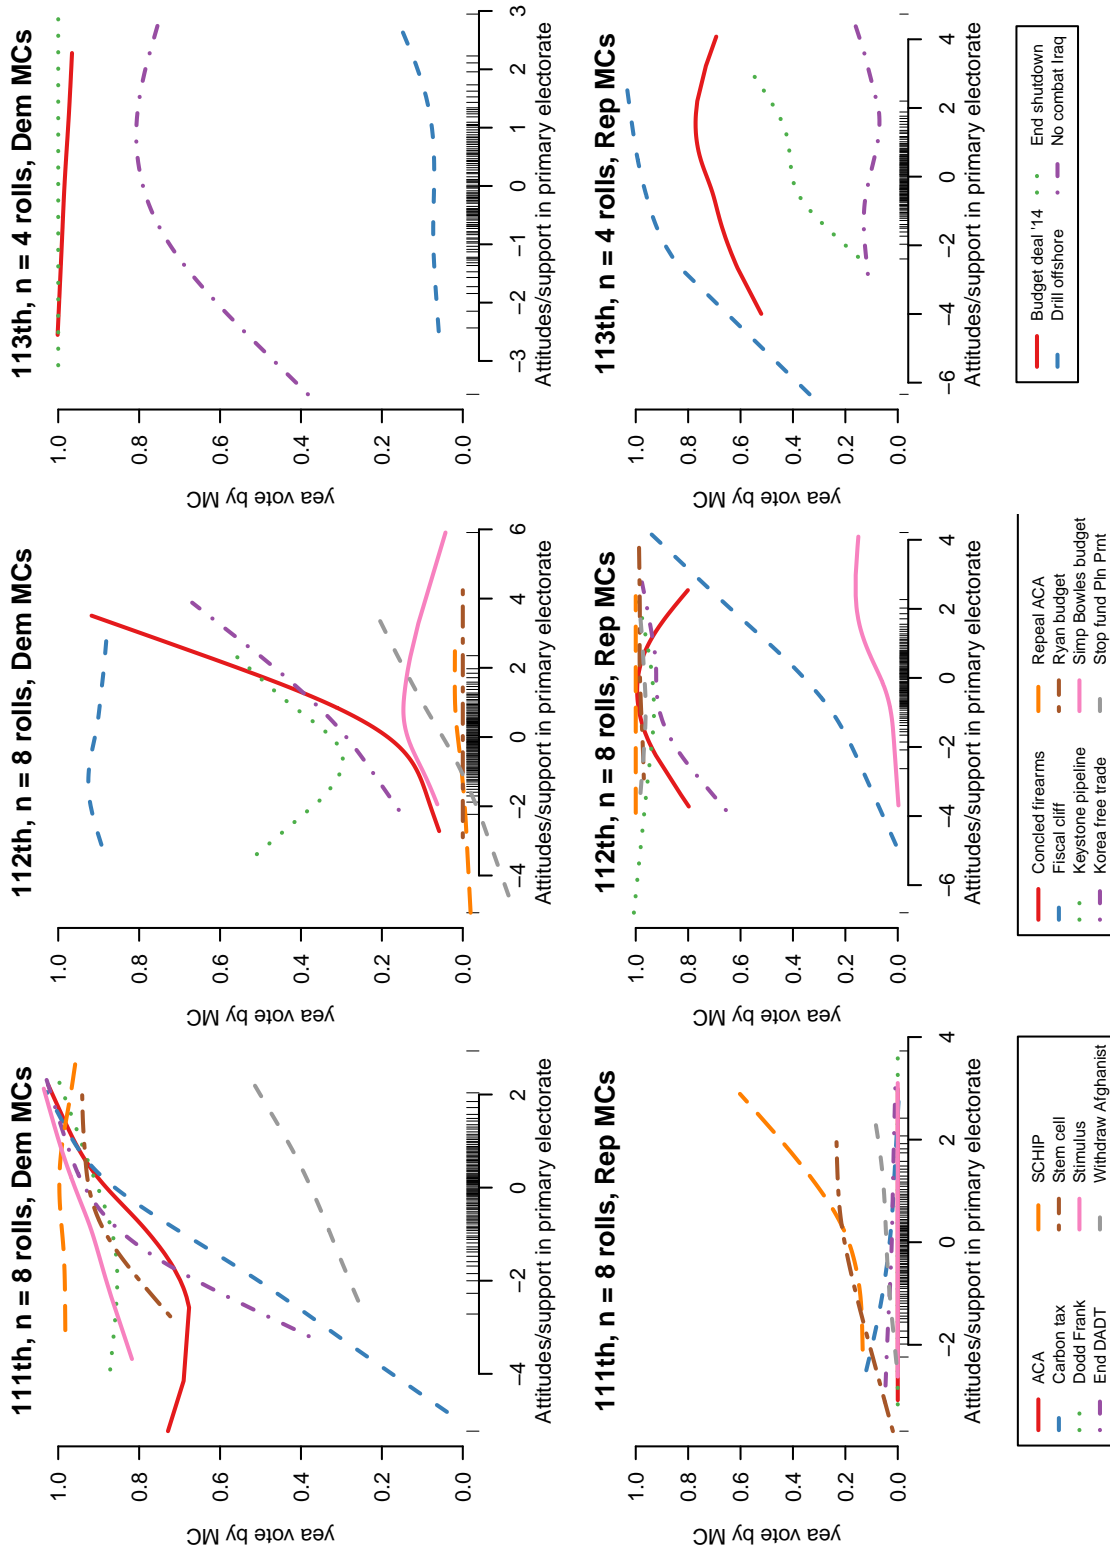 111th, n = 8 rolls, Dem MCs
yea vote by MC
1.0
0.8
0.6
0.4
0.2
0.0
−4 −2 0 2
Attitudes/support in primary electorate
112th, n = 8 rolls, Dem MCs
yea vote by MC
1.0
0.8
0.6
0.4
0.2
0.0
−4 −2 0 2 4 6
Attitudes/support in primary electorate
113th, n = 4 rolls, Dem MCs
yea vote by MC
1.0
0.8
0.6
0.4
0.2
0.0
−3 −2 −1 0 1 2 3
Attitudes/support in primary electorate
111th, n = 8 rolls, Rep MCs
yea vote by MC
1.0
0.8
0.6
0.4
0.2
0.0
−2 0 2 4
Attitudes/support in primary electorate
ACA
Carbon tax
Dodd Frank
End DADT
SCHIP
Stem cell
Stimulus
Withdraw Afghanist
112th, n = 8 rolls, Rep MCs
yea vote by MC
1.0
0.8
0.6
0.4
0.2
0.0
−6 −4 −2 0 2 4
Attitudes/support in primary electorate
Concled firearms
Fiscal cliff
Keystone pipeline
Korea free trade
Repeal ACA
Ryan budget
Simp Bowles budget
Stop fund Pln Prnt
113th, n = 4 rolls, Rep MCs
yea vote by MC
1.0
0.8
0.6
0.4
0.2
0.0
−6 −4 −2 0 2 4
Attitudes/support in primary electorate
Budget deal '14
Drill offshore
End shutdown
No combat Iraq